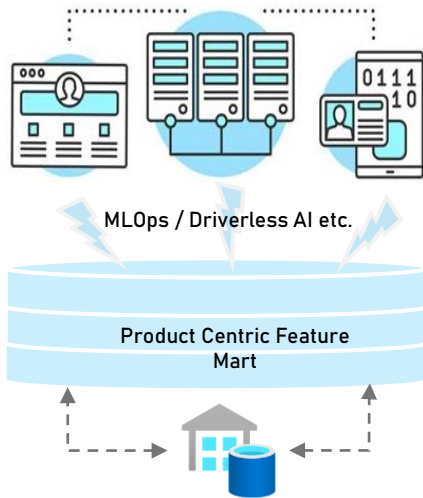 0111
10
MLOps / Driverless AI etc.
Product Centric Feature
Mart